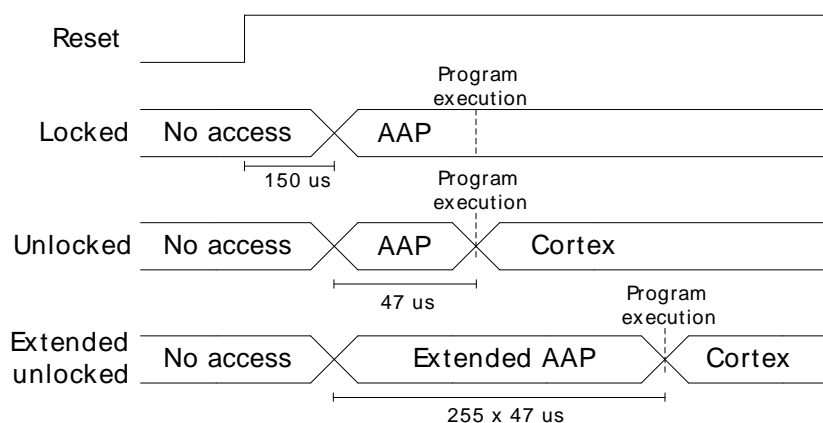 Reset
Program
execution
Locked
No access
AAP
150 us
Program
execution
Unlocked
No access
AAP
Cortex
47 us
Program
execution
Extended
unlocked
No access
Extended AAP
Cortex
255 x 47 us